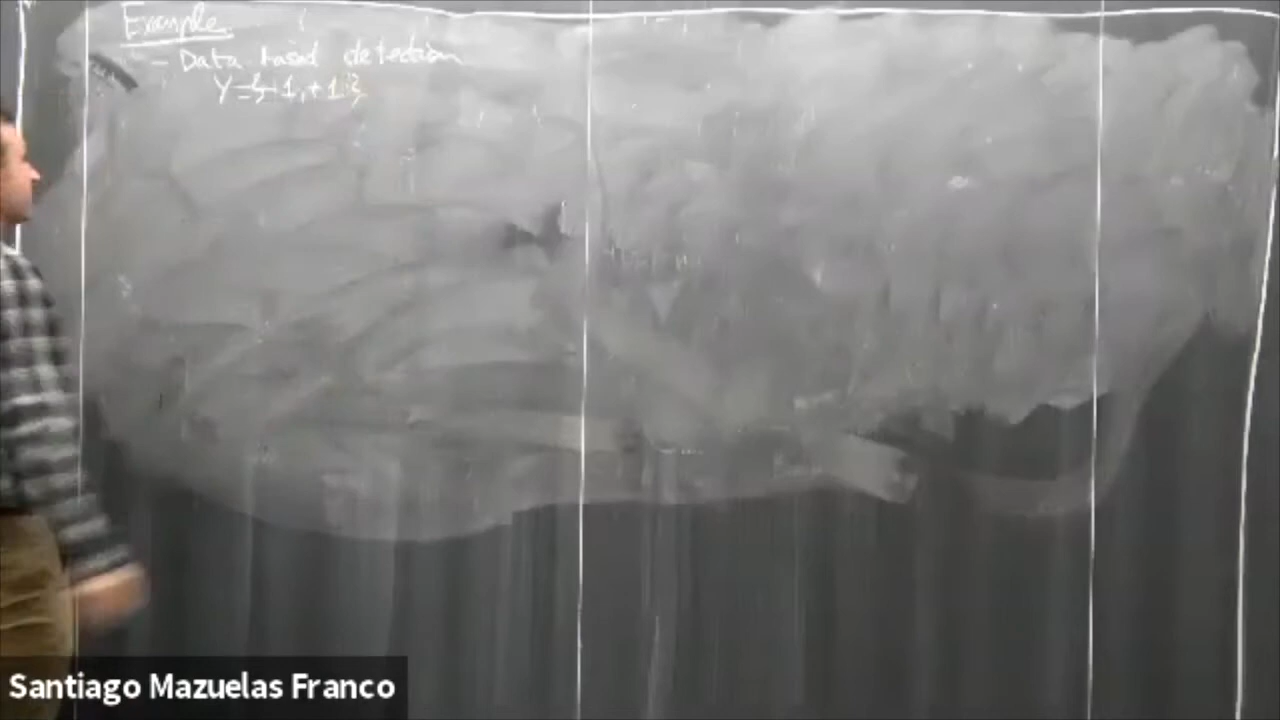 Example
- Data based detection
Y={-1,+1}
Santiago Mazuelas Franco